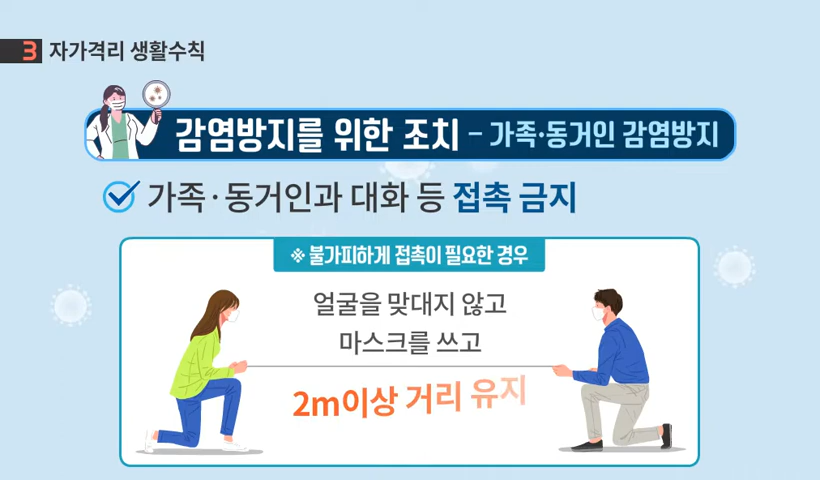 3 자가격리 생활수칙
감염방지를 위한 조치 - 가족·동거인 감염방지
가족·동거인과 대화 등 접촉 금지
※ 불가피하게 접촉이 필요한 경우
얼굴을 맞대지 않고
마스크를 쓰고
2m이상 거리 유지